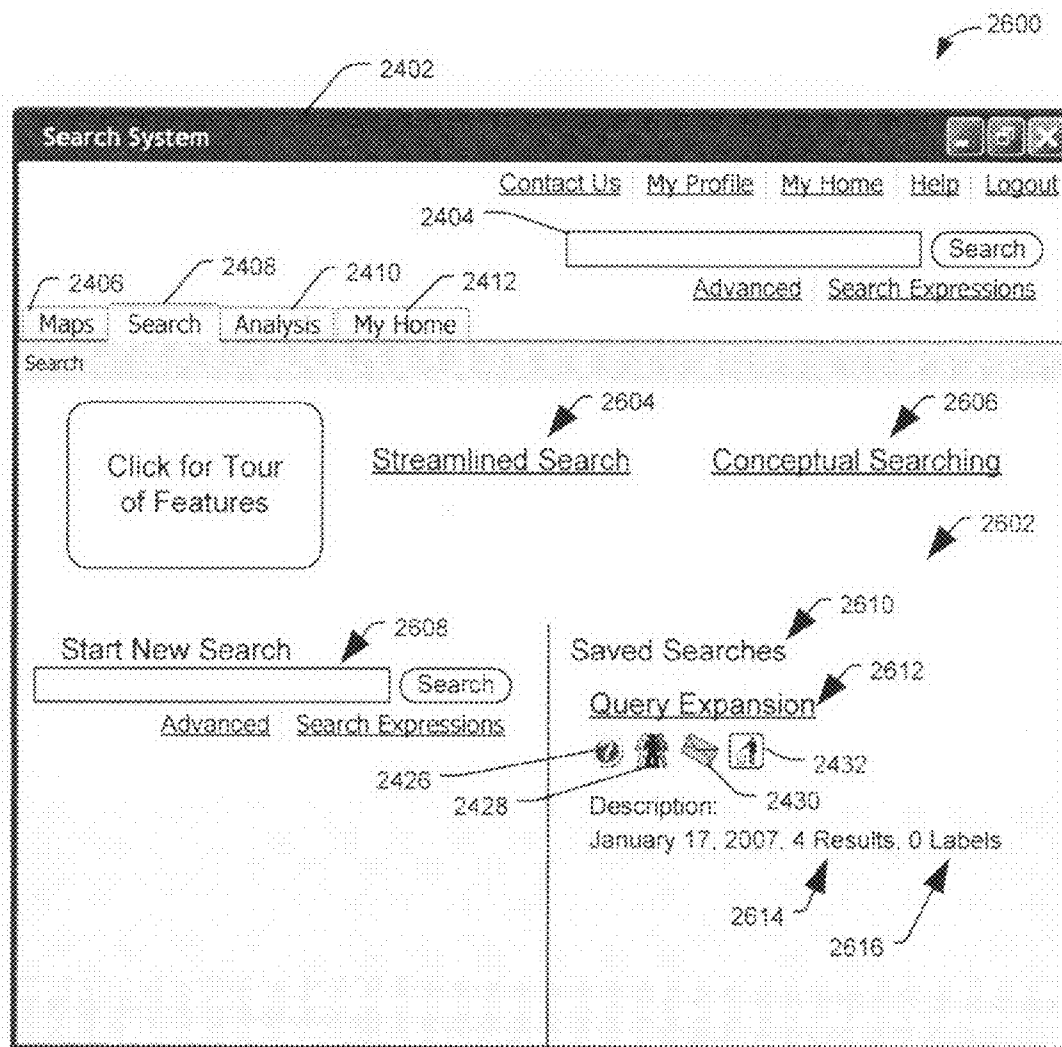 2600
2402
Search System
Contact Us My Profile My Home Help Logout
2404
Search
2406 2408 2410 2412
Advanced Search Expressions
Maps Search Analysis My Home
Search
2604 2606
Click for Tour
of Features
Streamlined Search Conceptual Searching
2602
2608
2610
Start New Search
Saved Searches
Search
2612
Query Expansion
Advanced Search Expressions
2426 2432
2428 2430
Description:
January 17, 2007, 4 Results, 0 Labels
2614
2616